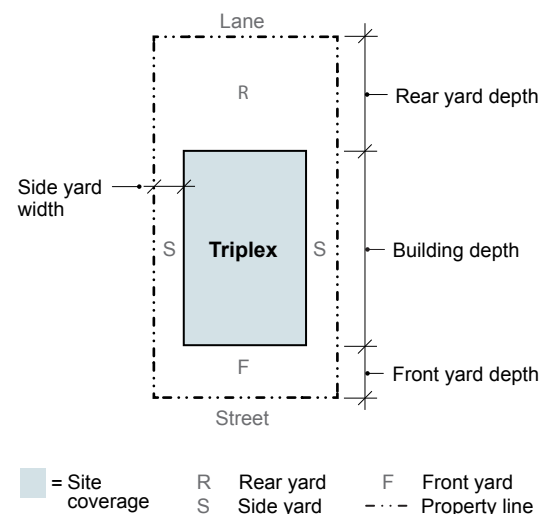 Lane
R
Rear yard depth
Side yard
width
S
Triplex
S
Building depth
F
Front yard depth
Street
= Site
coverage
R Rear yard
S Side yard
F Front yard
Property line